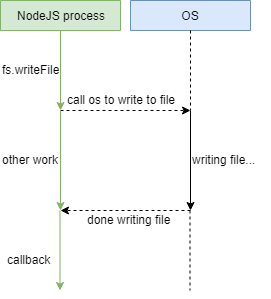 NodeJS process
OS
fs.writeFile
call os to write to file
other work
writing file...
done writing file
callback